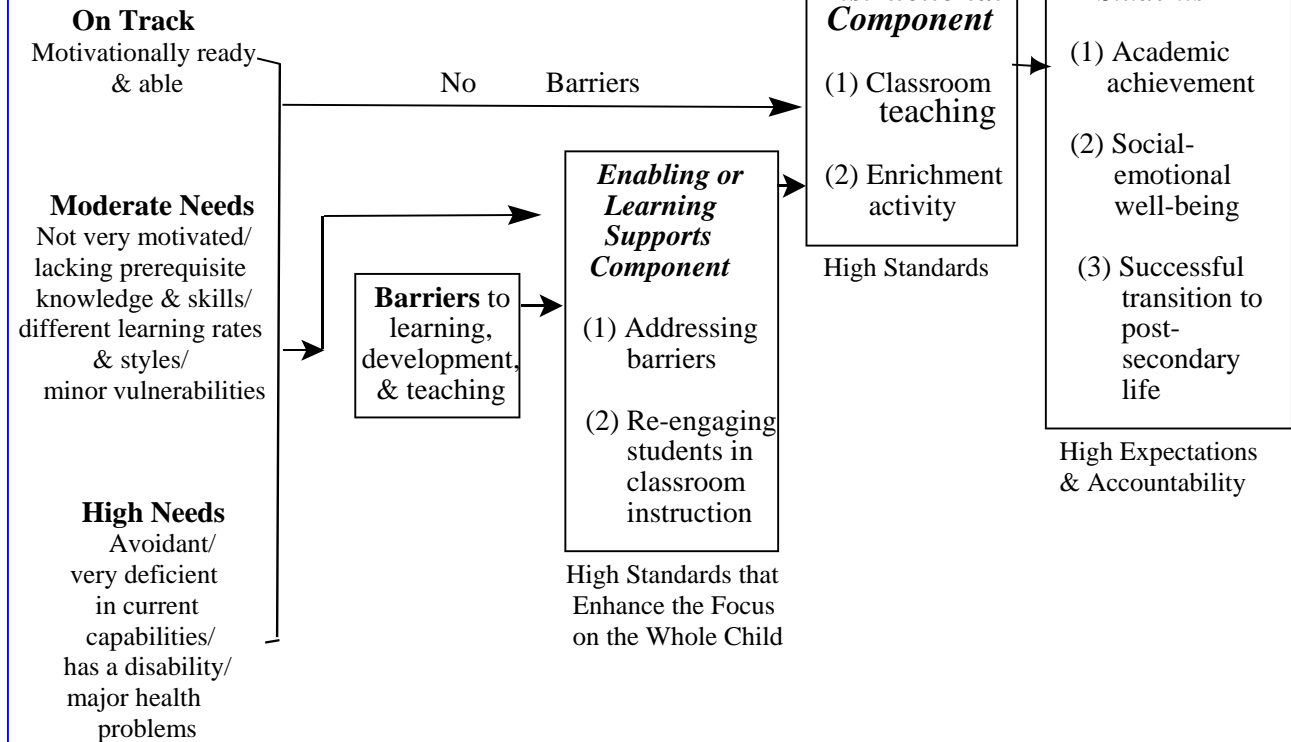 On Track
Motivationally ready
& able
No Barriers
Moderate Needs
Not very motivated/
lacking prerequisite
knowledge & skills/
different learning rates
& styles/
minor vulnerabilities
High Needs
Avoidant/
very deficient
in current
capabilities/
has a disability/
major health
problems
Barriers to
learning,
development,
& teaching
Enabling or
Learning
Supports
Component
(1) Addressing
barriers
(2) Re-engaging
students in
classroom
instruction
High Standards that
Enhance the Focus
on the Whole Child
Component
(1) Classroom
teaching
(2) Enrichment
activity
High Standards
(1) Academic
achievement
(2) Social-
emotional
well-being
(3) Successful
transition to
post-
secondary
life
High Expectations
& Accountability